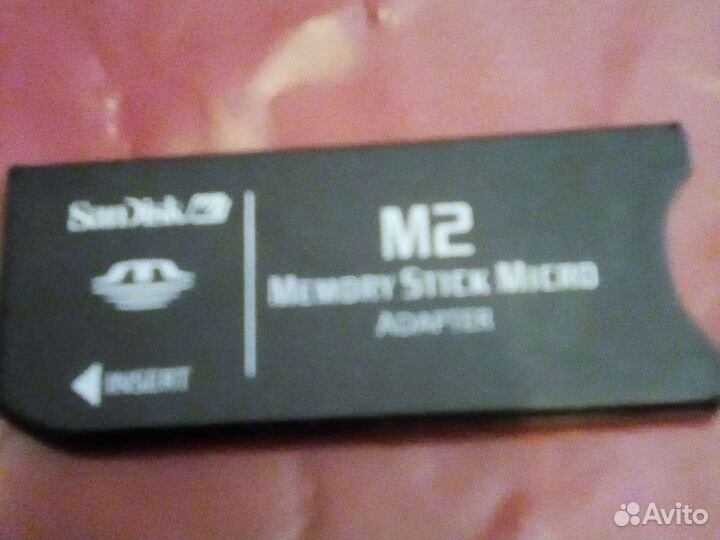 SanDisk
M2
MEMORY STICK MICRO
ADAPTER
INSERT
Avito